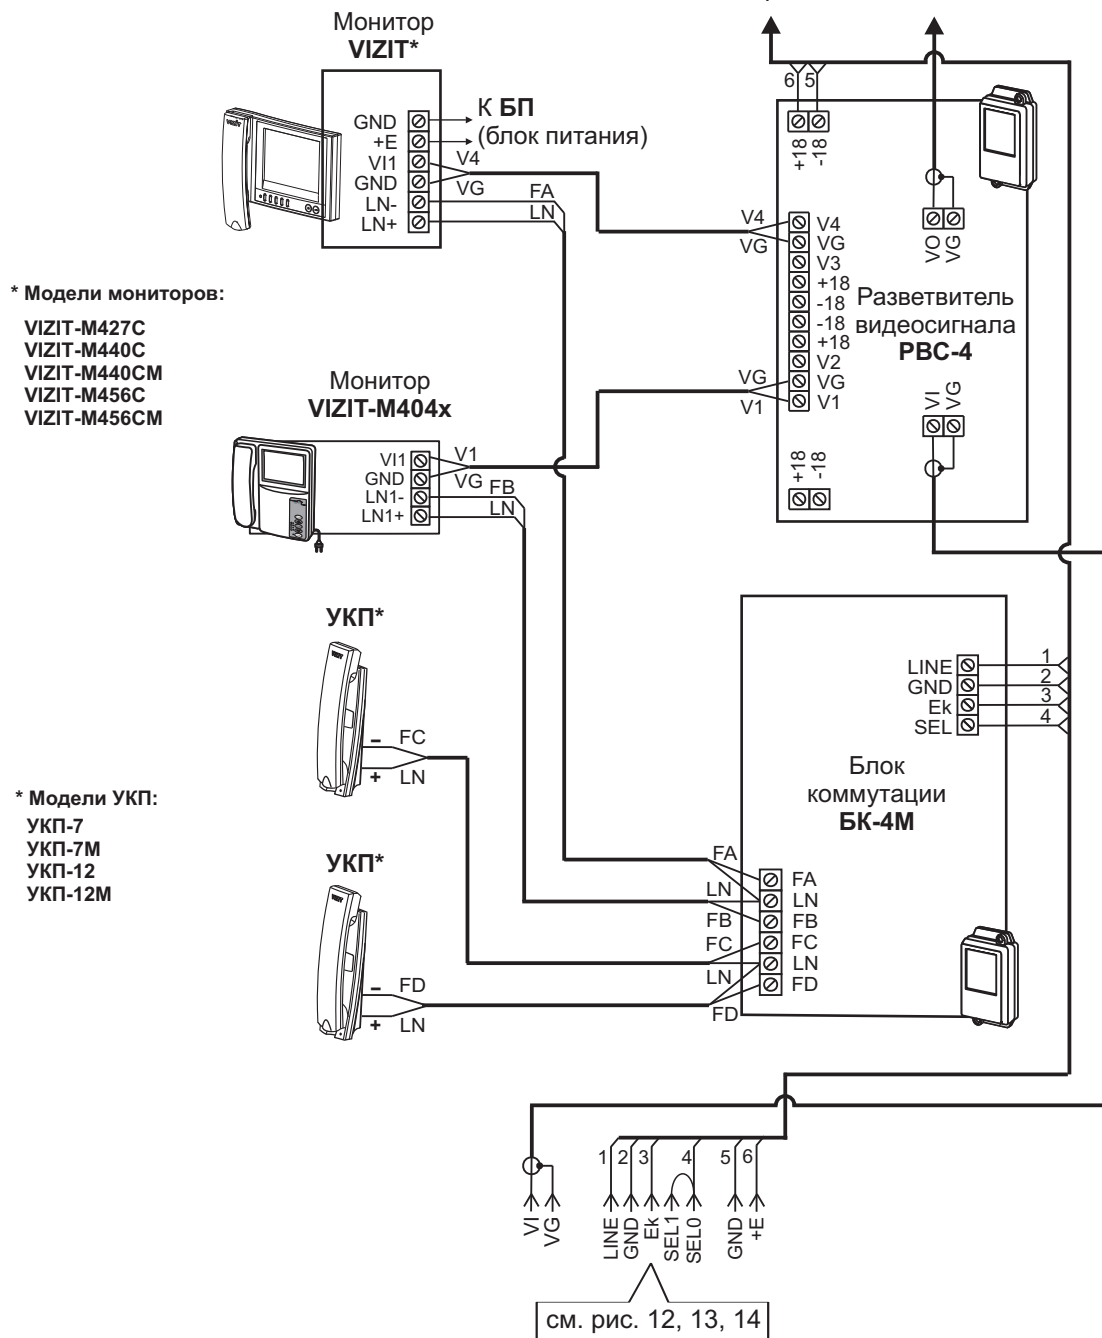 Монитор
VIZIT*
GND
+E
VI1
GND
LN-
LN+
К БП
(блок питания)
V4
VG
FA
LN
6
5
+18
-18
VO
VG
V4
VG
V4
VG
V3
+18
-18
-18
+18
V2
VG
V1
VG
V1
Разветвитель
видеосигнала
РВС-4
VI
VG
+18
-18
* Модели мониторов:
VIZIT-M427C
VIZIT-M440C
VIZIT-M440CM
VIZIT-M456C
VIZIT-M456CM
Монитор
VIZIT-M404x
VI1
GND
LN1-
LN1+
V1
VG
FB
LN
УКП*
–
+
FC
LN
* Модели УКП:
УКП-7
УКП-7М
УКП-12
УКП-12М
УКП*
–
+
FD
LN
LINE
GND
Ek
SEL
1
2
3
4
Блок
коммутации
БК-4М
FA
LN
FB
FC
LN
FD
FA
LN
FB
FC
LN
FD
1
2
3
4
5
6
VI
VG
LINE
GND
Ek
SEL1
SEL0
GND
+E
см. рис. 12, 13, 14